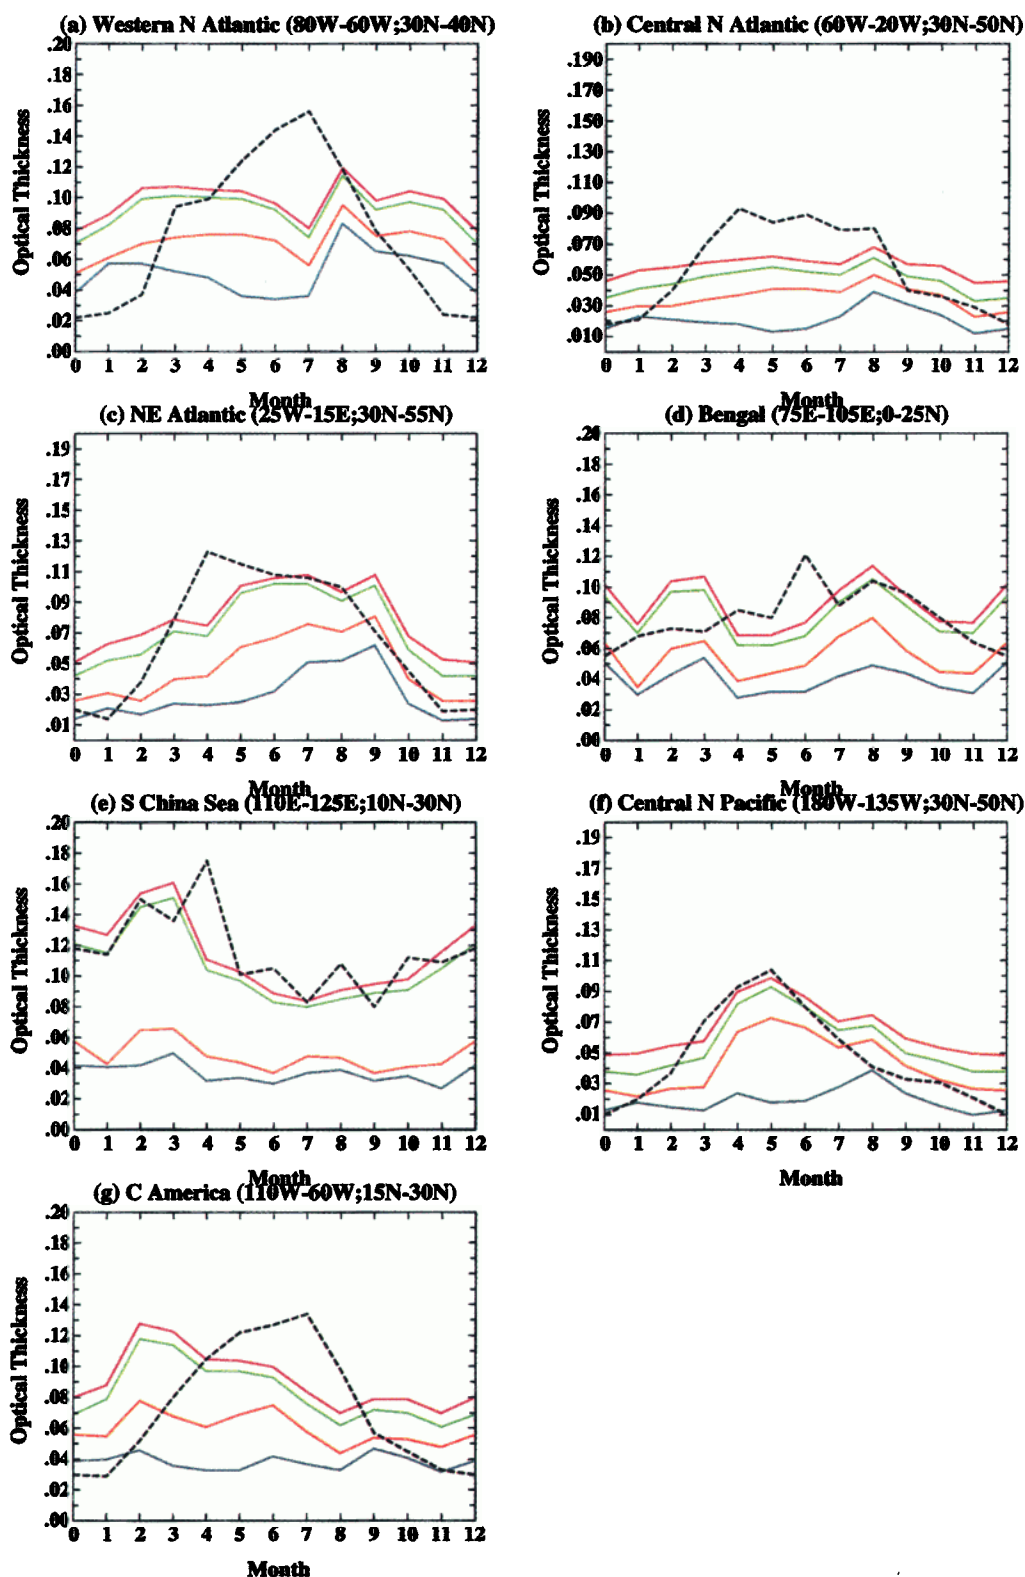 (a) Western N Atlantic (80W-60W;30N-40N)
.20
.18
.16
.14
.12
.10
.08
.06
.04
.02
.00
Optical Thickness
0 1 2 3 4 5 6 7 8 9 10 11 12
Month
(b) Central N Atlantic (60W-20W;30N-50N)
.190
.170
.150
.130
.110
.090
.070
.050
.030
.010
Optical Thickness
0 1 2 3 4 5 6 7 8 9 10 11 12
Month
(c) NE Atlantic (25W-15E;30N-55N)
.19
.17
.15
.13
.11
.09
.07
.05
.03
.01
Optical Thickness
0 1 2 3 4 5 6 7 8 9 10 11 12
Month
(d) Bengal (75E-105E;0-25N)
.20
.18
.16
.14
.12
.10
.08
.06
.04
.02
.00
Optical Thickness
0 1 2 3 4 5 6 7 8 9 10 11 12
Month
(e) S China Sea (110E-125E;10N-30N)
.20
.18
.16
.14
.12
.10
.08
.06
.04
.02
.00
Optical Thickness
0 1 2 3 4 5 6 7 8 9 10 11 12
Month
(f) Central N Pacific (180W-135W;30N-50N)
.19
.17
.15
.13
.11
.09
.07
.05
.03
.01
Optical Thickness
0 1 2 3 4 5 6 7 8 9 10 11 12
Month
(g) C America (110W-60W;15N-30N)
.20
.18
.16
.14
.12
.10
.08
.06
.04
.02
.00
Optical Thickness
0 1 2 3 4 5 6 7 8 9 10 11 12
Month